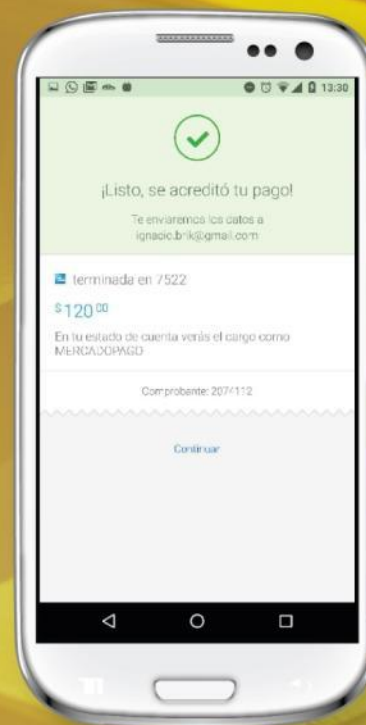 13:30
¡Listo, se acreditó tu pago!
Te enviaremos los datos a
ignacio.brik@gmail.com
terminada en 7522
$ 120 00
En tu estado de cuenta verás el cargo como
MERCADOPAGO
Comprobante: 2074112
Continuar